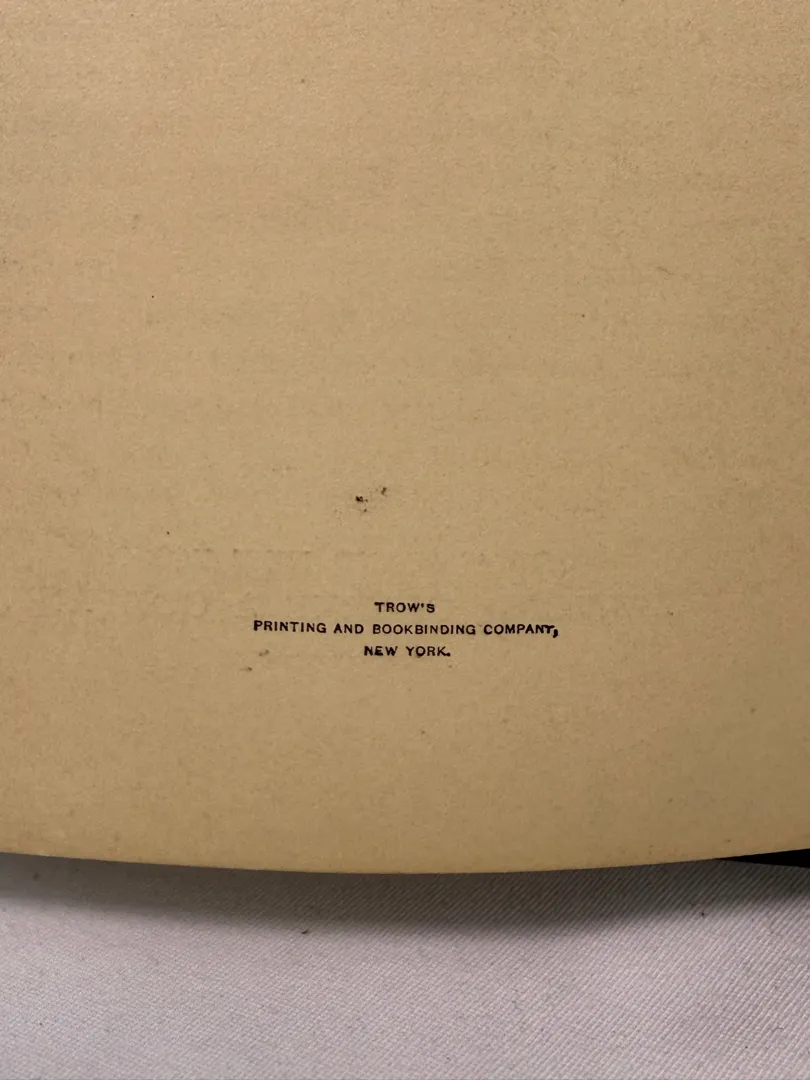 TROW'S
PRINTING AND BOOKBINDING COMPANY,
NEW YORK.